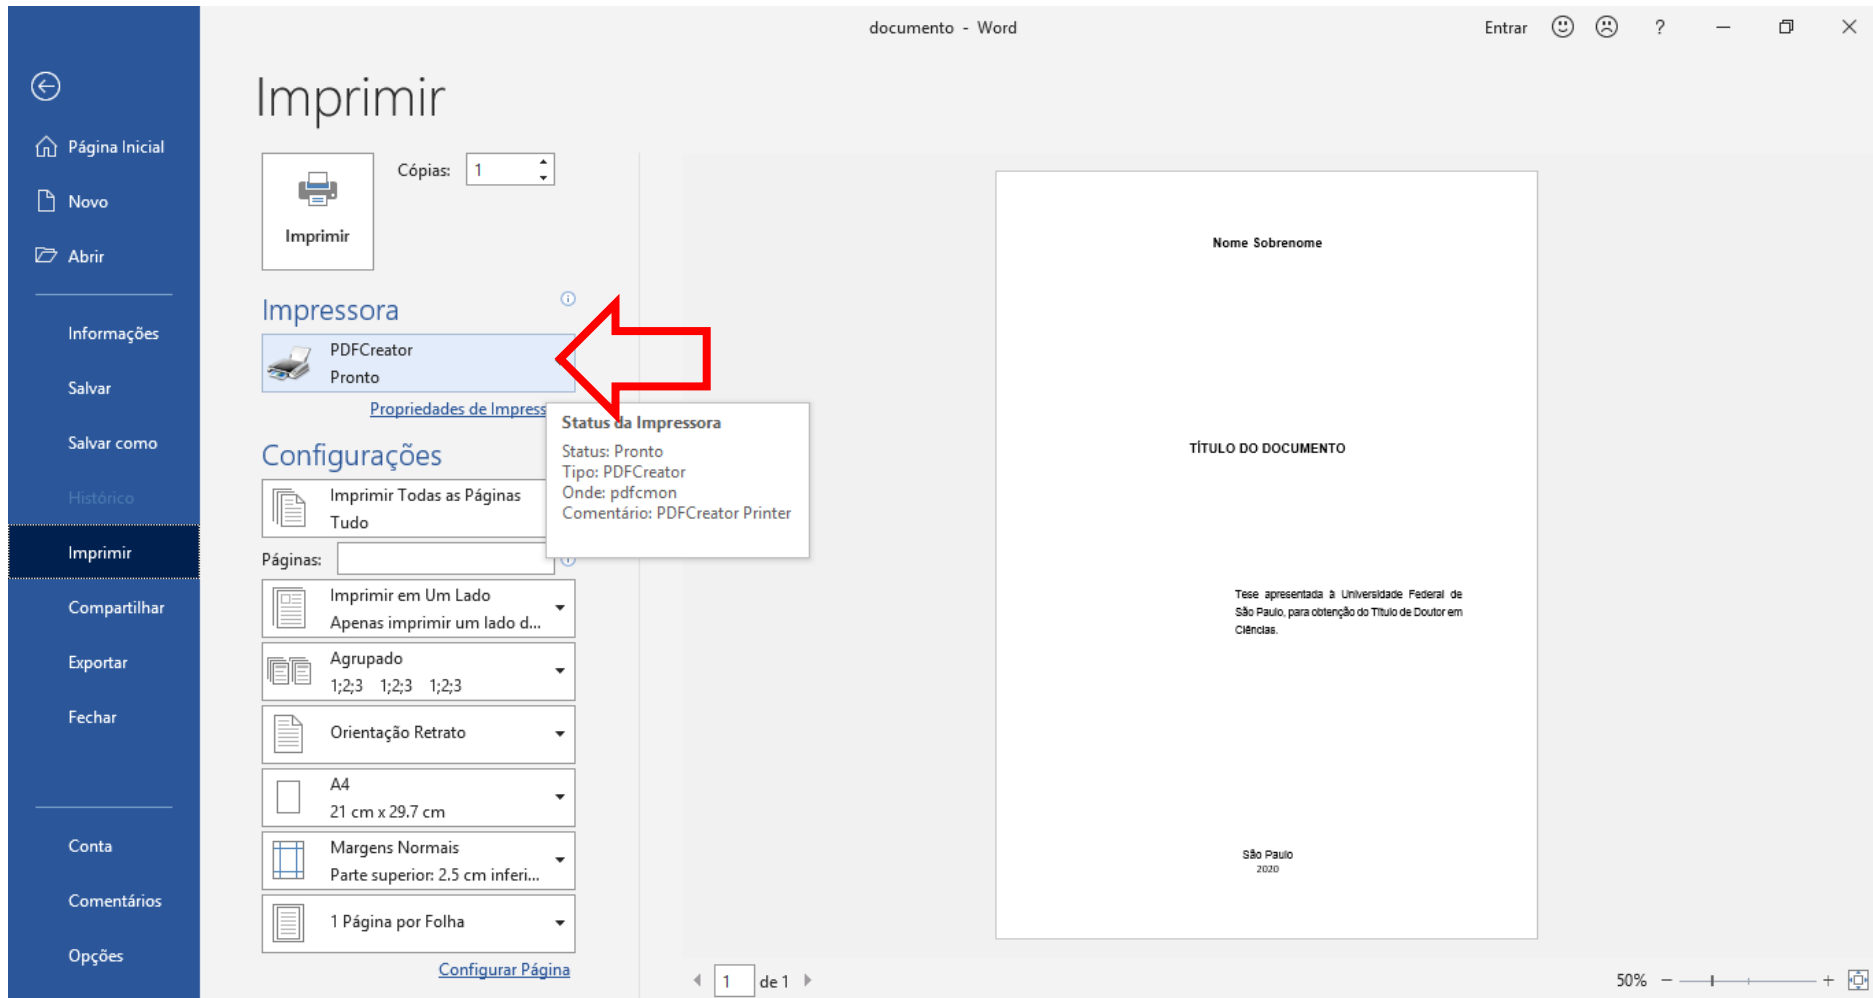 documento - Word
Entrar
?
Imprimir
Página Inicial
Novo
Abrir
Informações
Salvar
Salvar como
Histórico
Imprimir
Compartilhar
Exportar
Fechar
Conta
Comentários
Opções
Imprimir
Cópias: 1
Impressora
PDFCreator
Pronto
Propriedades de Impress
Status da Impressora
Status: Pronto
Tipo: PDFCreator
Onde: pdfcmon
Comentário: PDFCreator Printer
Configurações
Imprimir Todas as Páginas
Tudo
Páginas:
Imprimir em Um Lado
Apenas imprimir um lado d...
Agrupado
1;2;3 1;2;3 1;2;3
Orientação Retrato
A4
21 cm x 29.7 cm
Margens Normais
Parte superior: 2.5 cm inferi...
1 Página por Folha
Configurar Página
Nome Sobrenome
TÍTULO DO DOCUMENTO
Tese apresentada à Universidade Federal de
São Paulo, para obtenção do Título de Doutor em
Ciências.
São Paulo
2020
1 de 1
50%